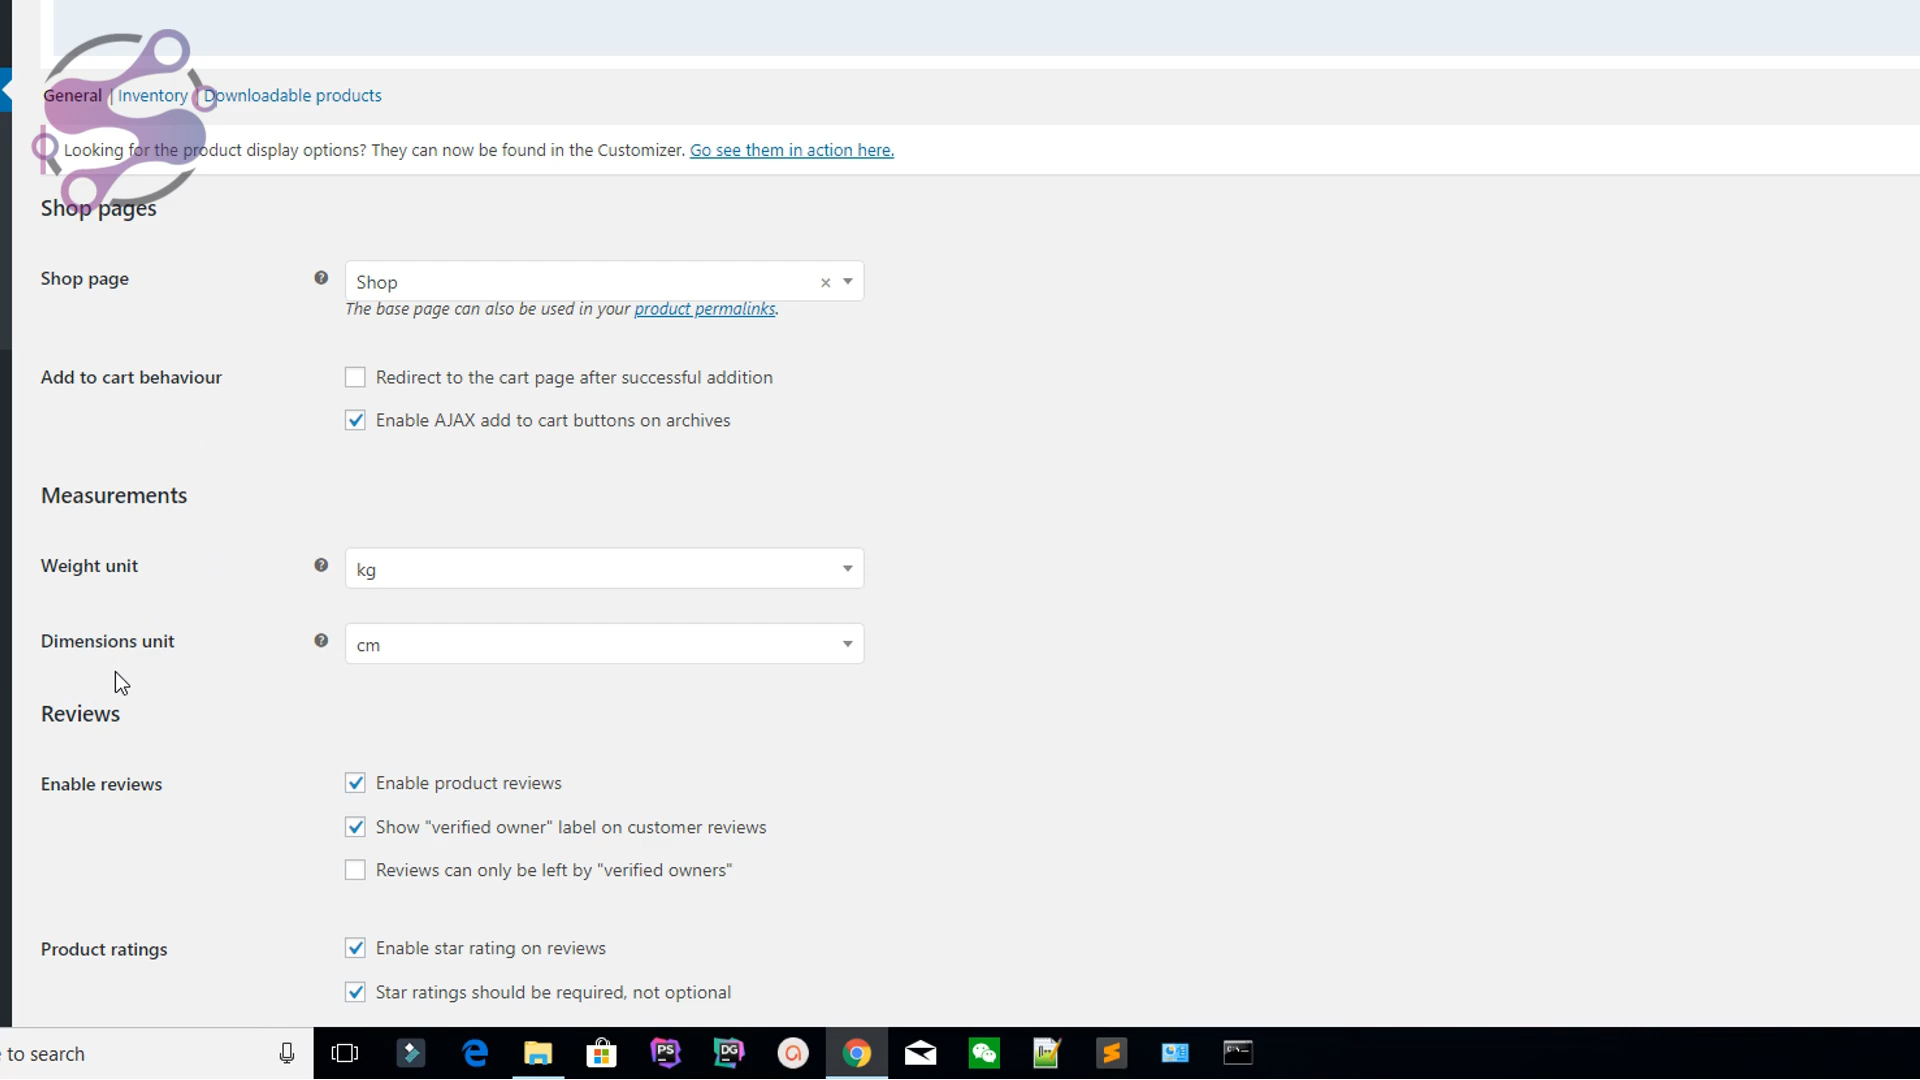 General | Inventory | Downloadable products
Looking for the product display options? They can now be found in the Customizer. Go see them in action here.
Shop pages
Shop page
Shop
The base page can also be used in your product permalinks.
Add to cart behaviour
Redirect to the cart page after successful addition
Enable AJAX add to cart buttons on archives
Measurements
Weight unit
kg
Dimensions unit
cm
Reviews
Enable reviews
Enable product reviews
Show "verified owner" label on customer reviews
Reviews can only be left by "verified owners"
Product ratings
Enable star rating on reviews
Star ratings should be required, not optional
to search
PS
DG